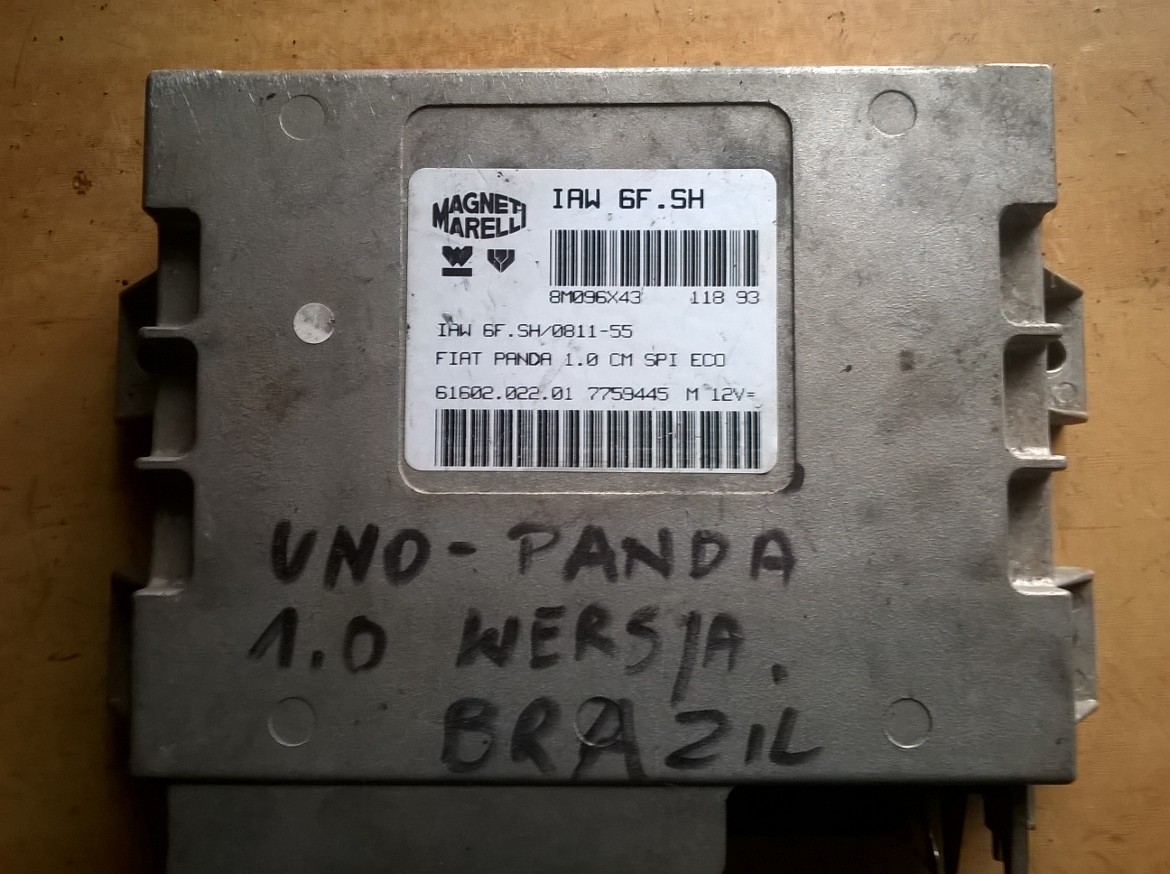 MAGNETI
MARELLI
IAW 6F.SH
8M096X43 118 93
IAW 6F.SH/0811-55
FIAT PANDA 1.0 CM SPI ECO
61602.022.01 7759445 M 12V=
UNO - PANDA
1.0 WERSJA.
BRAZIL